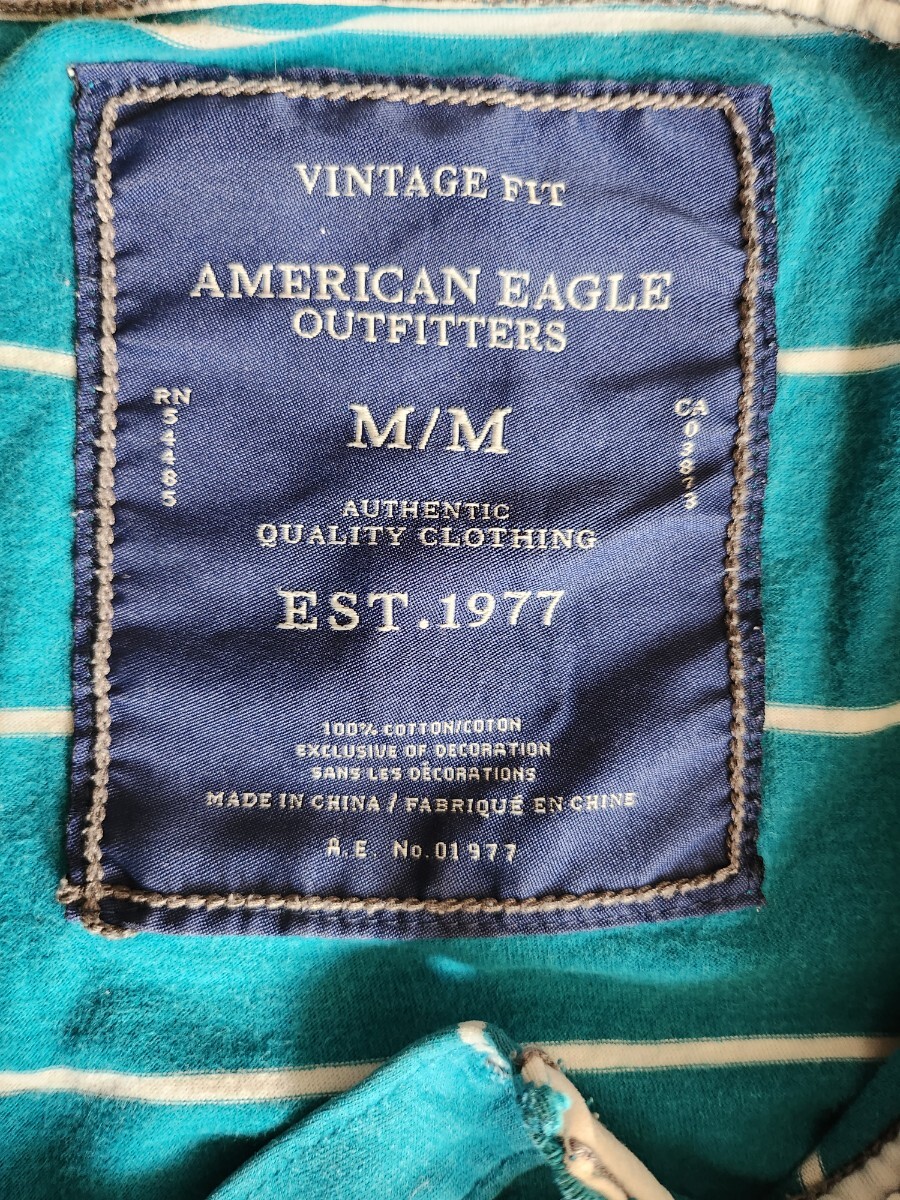 VINTAGE FIT
AMERICAN EAGLE
OUTFITTERS
RN
54485
M/M
CA
03873
AUTHENTIC
QUALITY CLOTHING
EST.1977
100% COTTON/COTON
EXCLUSIVE OF DECORATION
SANS LES DÉCORATIONS
MADE IN CHINA / FABRIQUÉ EN CHINE
A.E. No.01977